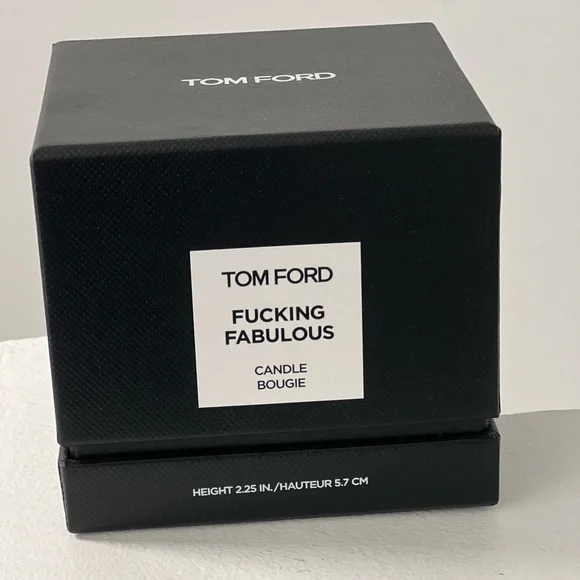 TOM FORD
TOM FORD
FUCKING
FABULOUS
CANDLE
BOUGIE
HEIGHT 2.25 IN./HAUTEUR 5.7 CM